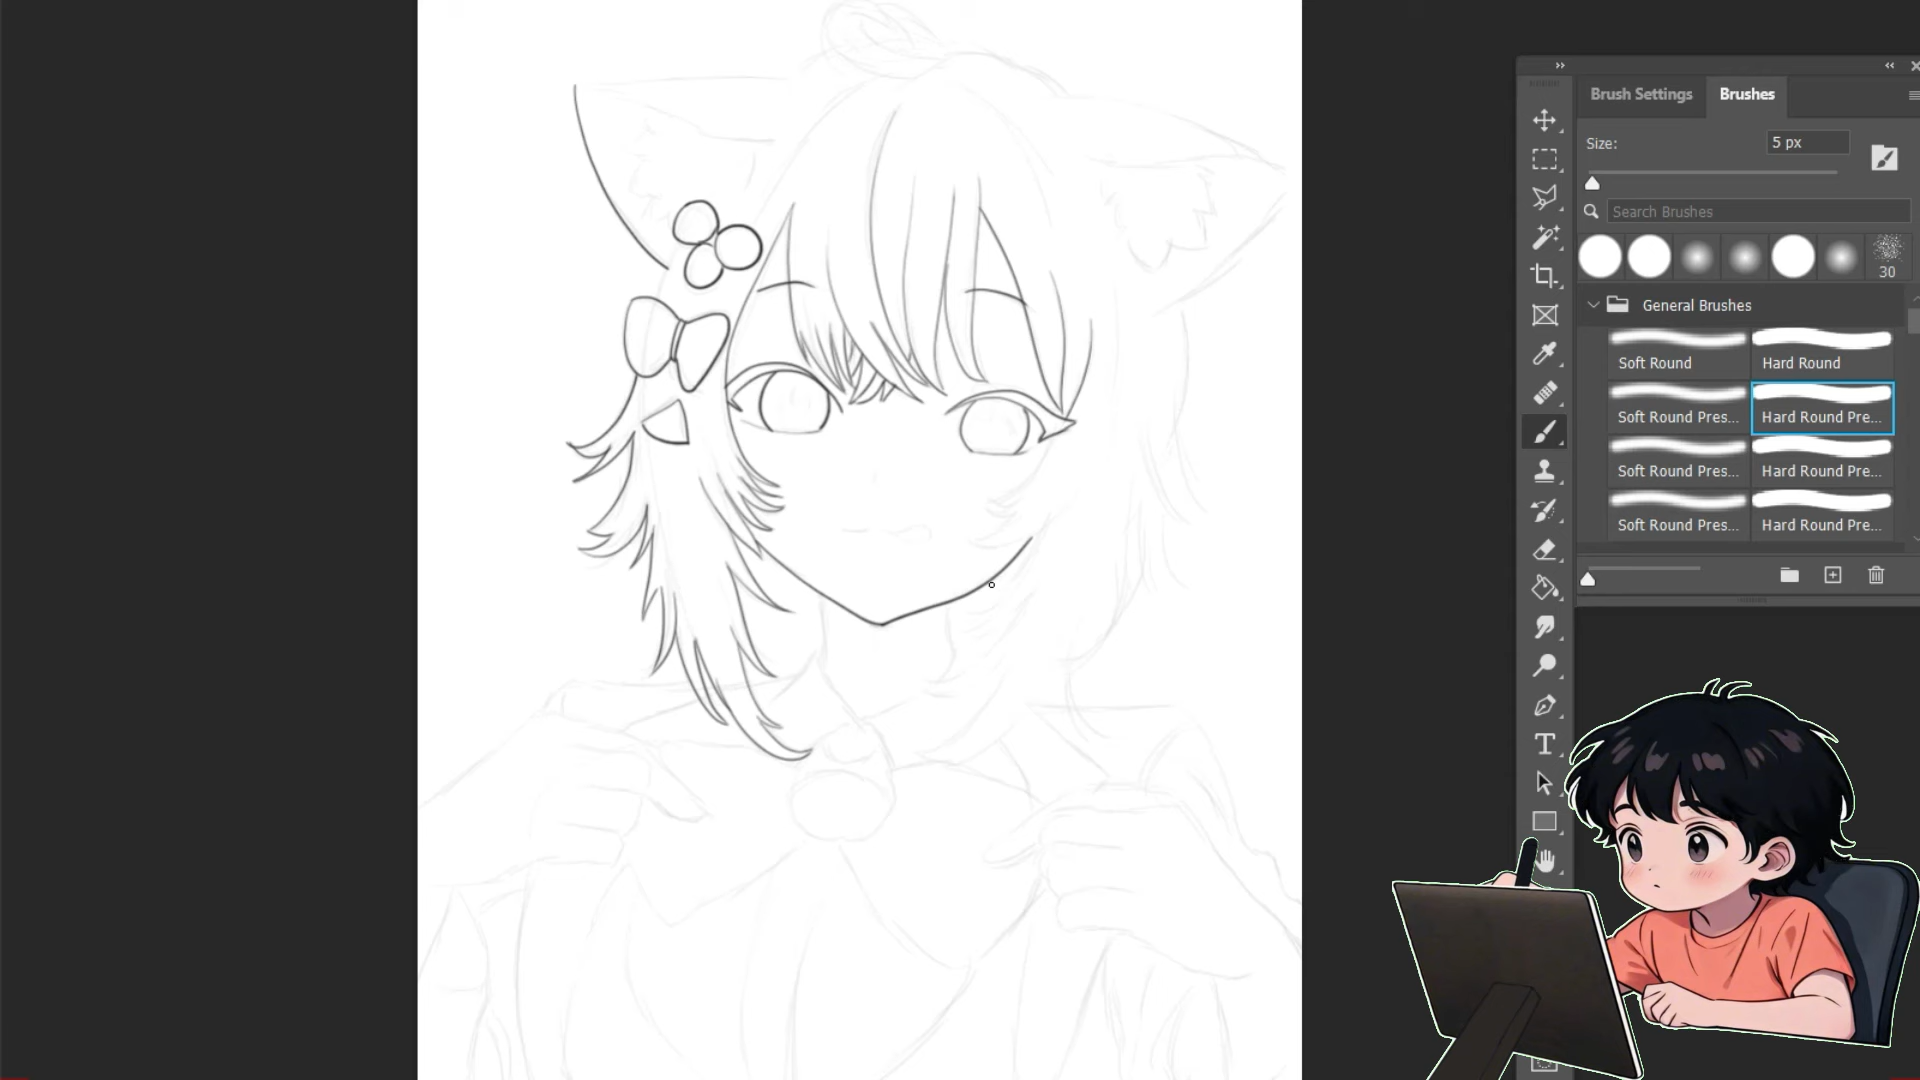 Brush Settings Brushes
Size: 5 px
Search Brushes
30
General Brushes
Soft Round Hard Round
Soft Round Pres... Hard Round Pre...
Soft Round Pres... Hard Round Pre...
Soft Round Pres... Hard Round Pre...